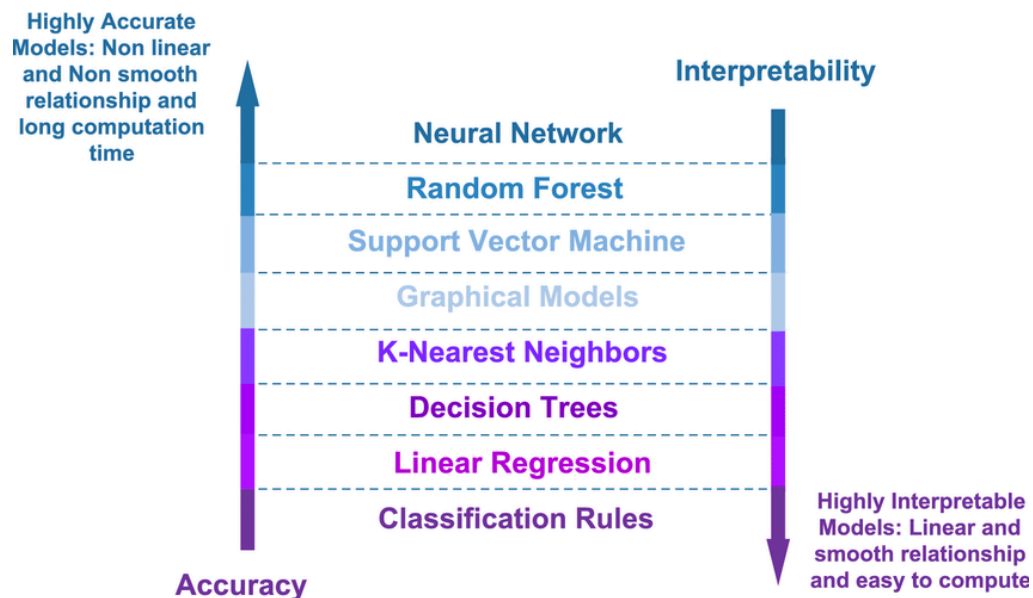 Highly Accurate
Models: Non linear
and Non smooth
relationship and
long computation
time
Interpretability
Neural Network
Random Forest
Support Vector Machine
Graphical Models
K-Nearest Neighbors
Decision Trees
Linear Regression
Classification Rules
Accuracy
Highly Interpretable
Models: Linear and
smooth relationship
and easy to compute